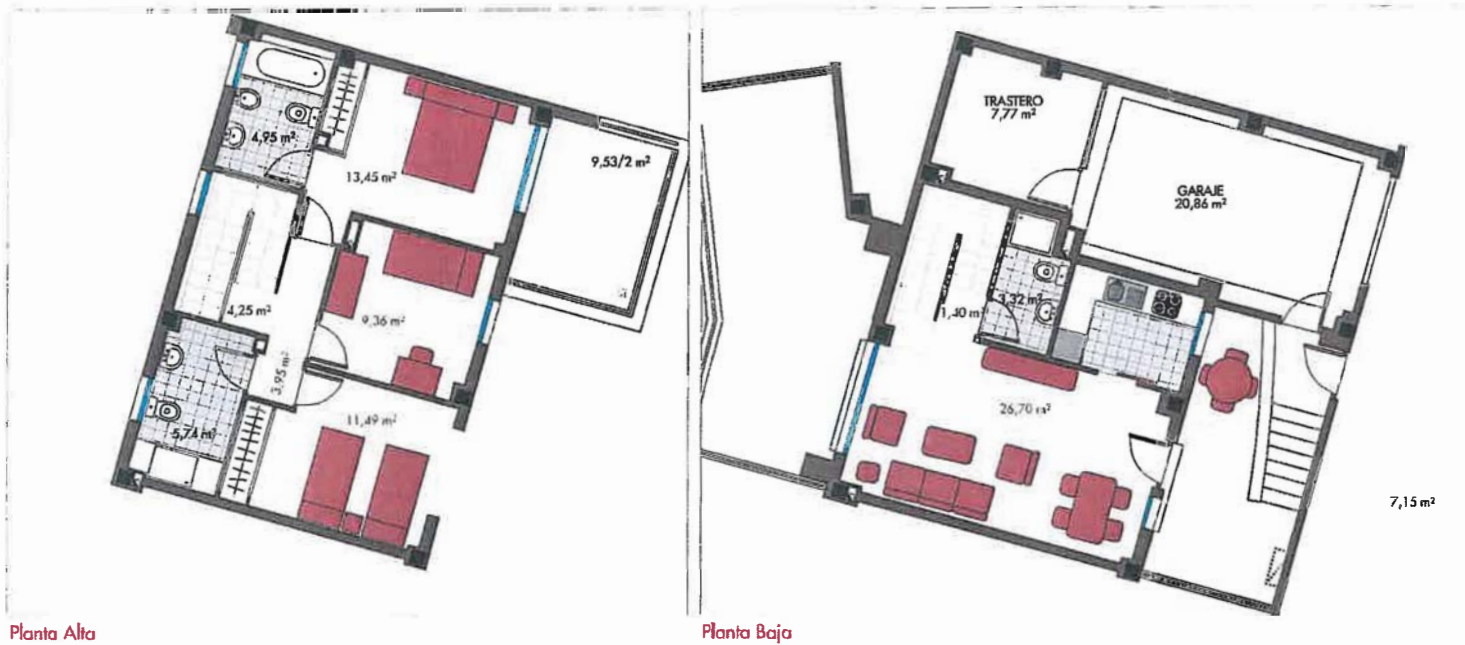 4,95 m²
13,45 m²
9,53/2 m²
4,25 m²
9,36 m²
3,95 m²
11,49 m²
5,74 m²
Planta Alta
TRASTERO
7,77 m²
GARAJE
20,86 m²
3,32 m²
1,40 m²
26,70 m²
7,15 m²
Planta Baja